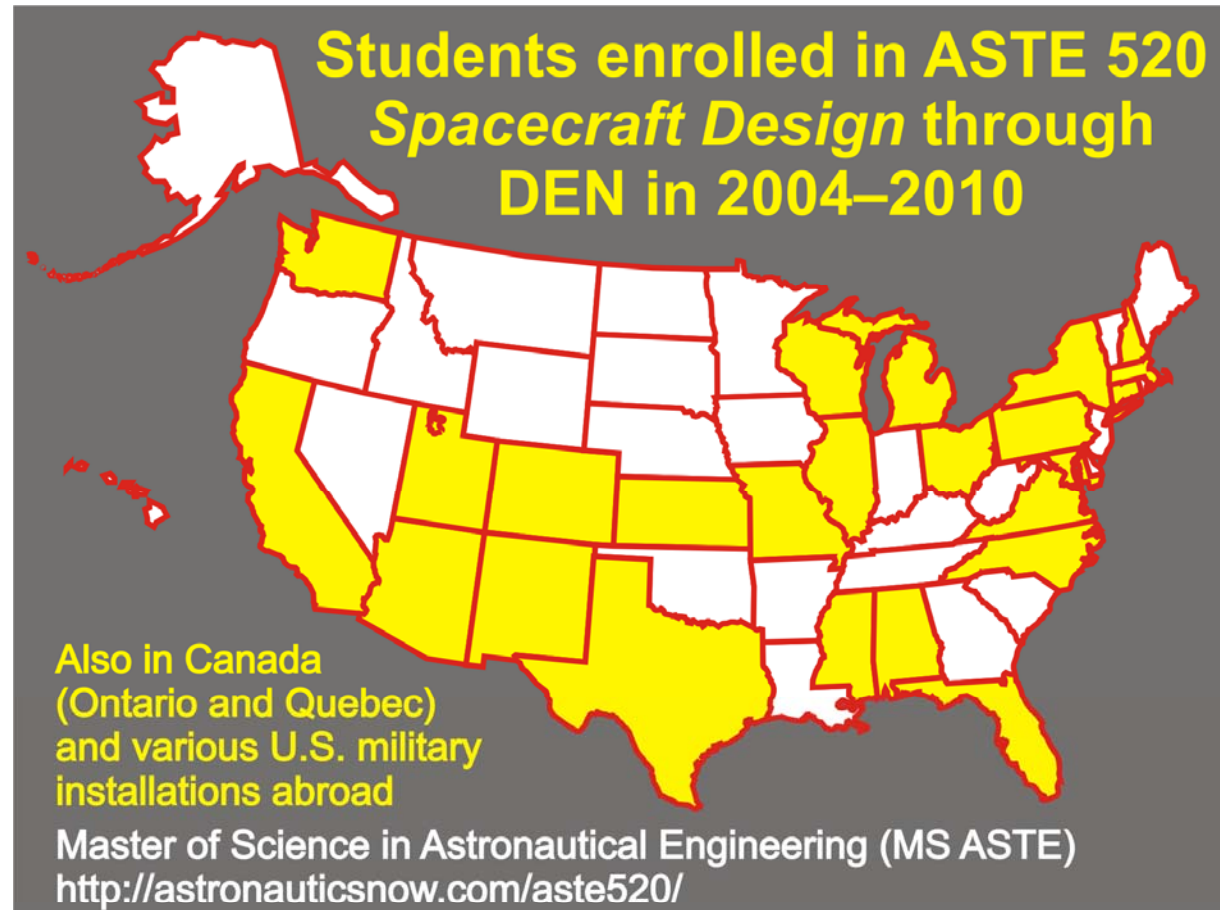 Students enrolled in ASTE 520
Spacecraft Design through
DEN in 2004–2010
Also in Canada
(Ontario and Quebec)
and various U.S. military
installations abroad
Master of Science in Astronautical Engineering (MS ASTE)
http://astronauticsnow.com/aste520/